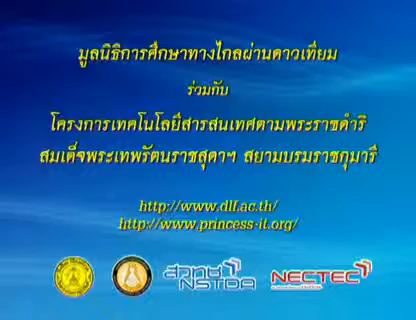 มูลนิธิการศึกษาทางไกลผ่านดาวเทียม
ร่วมกับ
โครงการเทคโนโลยีสารสนเทศตามพระราชดำริ
สมเด็จพระเทพรัตนราชสุดาฯ สยามบรมราชกุมารี
http://www.dlf.ac.th/
http://www.princess-it.org/
สวทช
NSTDA
NECTEC